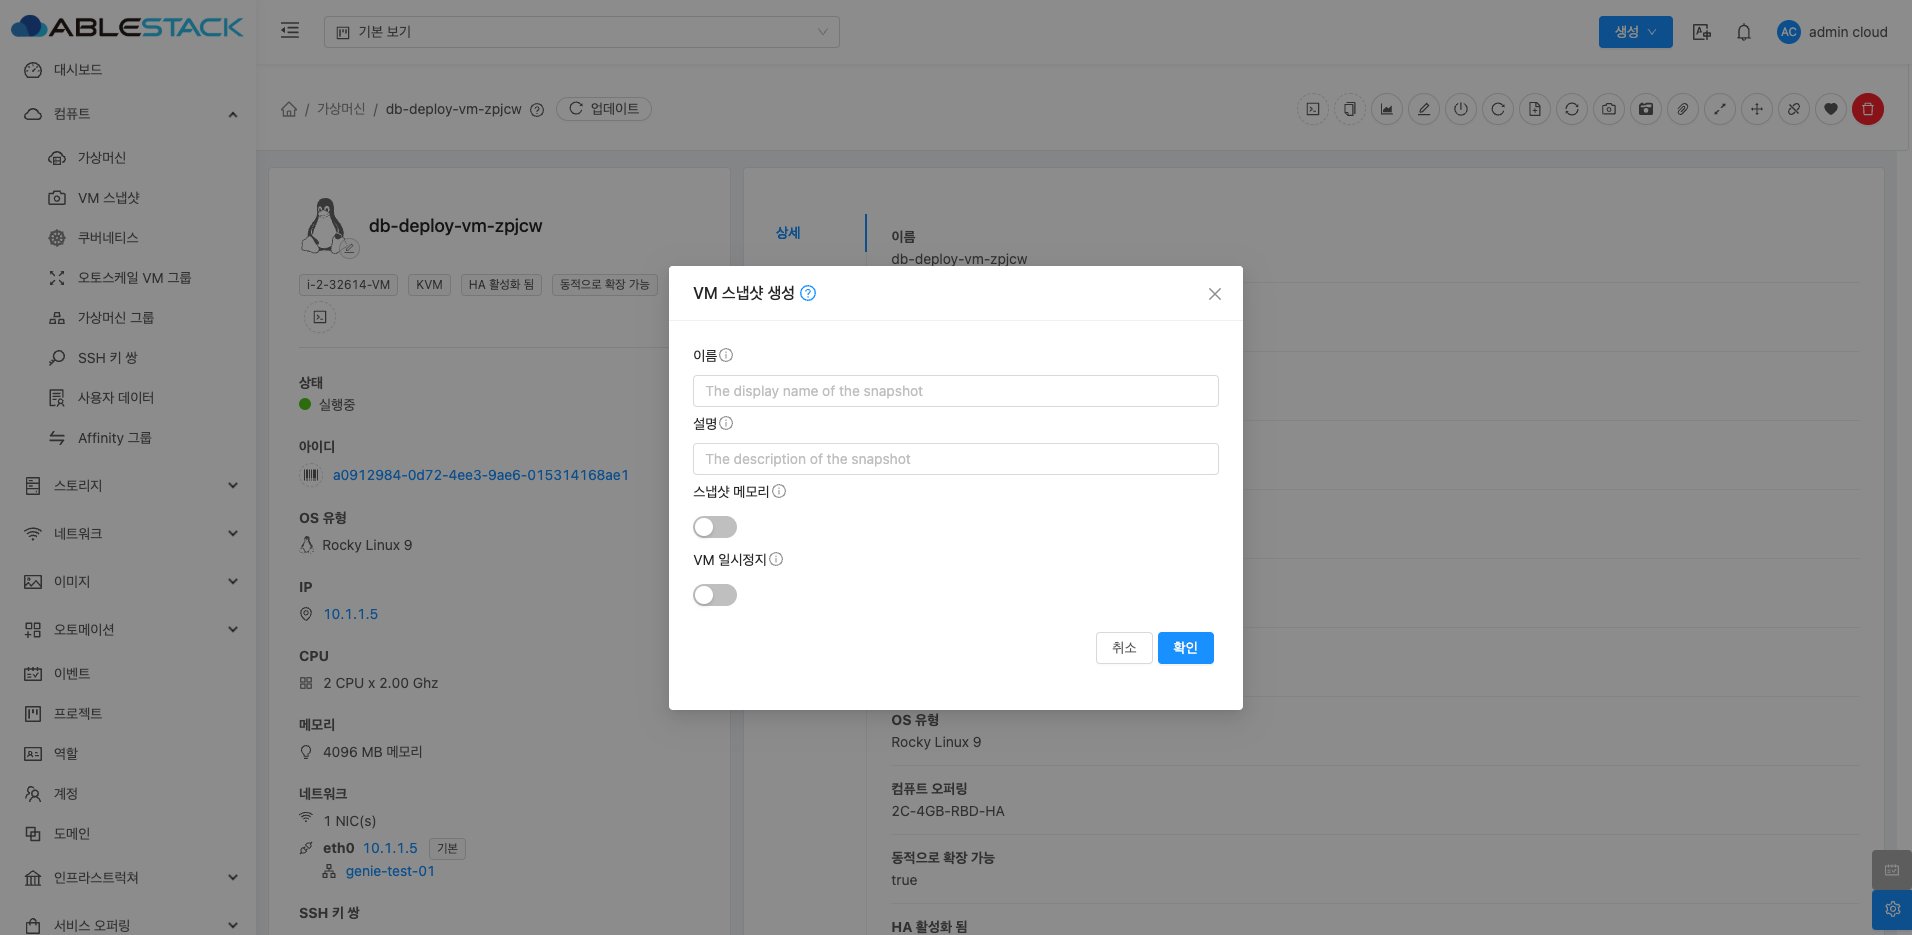 ABLESTACK
기본 보기
생성
AC
admin cloud
대시보드
컴퓨트
가상머신
VM 스냅샷
쿠버네티스
오토스케일 VM 그룹
가상머신 그룹
SSH 키 쌍
사용자 데이터
Affinity 그룹
스토리지
네트워크
이미지
오토메이션
이벤트
프로젝트
역할
계정
도메인
인프라스트럭쳐
서비스 오퍼링
/ 가상머신 / db-deploy-vm-zpjcw
업데이트
db-deploy-vm-zpjcw
i-2-32614-VM
KVM
HA 활성화 됨
동적으로 확장 가능
상태
실행중
아이디
a0912984-0d72-4ee3-9ae6-015314168ae1
OS 유형
Rocky Linux 9
IP
10.1.1.5
CPU
2 CPU x 2.00 Ghz
메모리
4096 MB 메모리
네트워크
1 NIC(s)
eth0 10.1.1.5 기본
genie-test-01
SSH 키 쌍
상세
이름
db-deploy-vm-zpjcw
VM 스냅샷 생성
이름
The display name of the snapshot
설명
The description of the snapshot
스냅샷 메모리
VM 일시정지
취소
확인
OS 유형
Rocky Linux 9
컴퓨트 오퍼링
2C-4GB-RBD-HA
동적으로 확장 가능
true
HA 활성화 됨